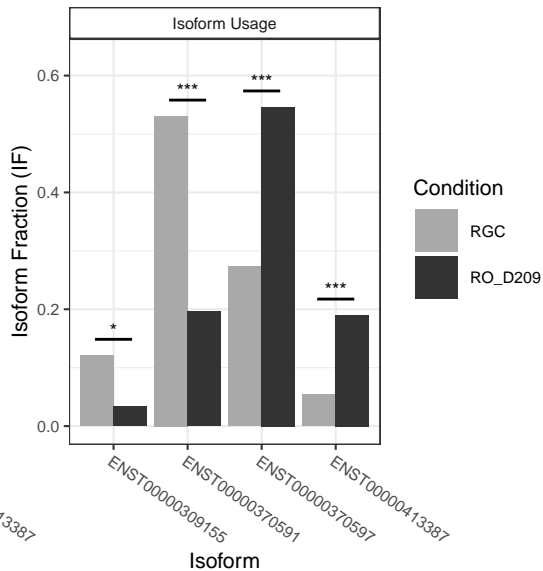 Isoform Usage
Isoform Fraction (IF)
0.6
0.4
0.2
0.0
*
***
***
***
ENST00000309155
ENST00000370591
ENST00000370597
ENST00000413387
13387
Isoform
Condition
RGC
RO_D209